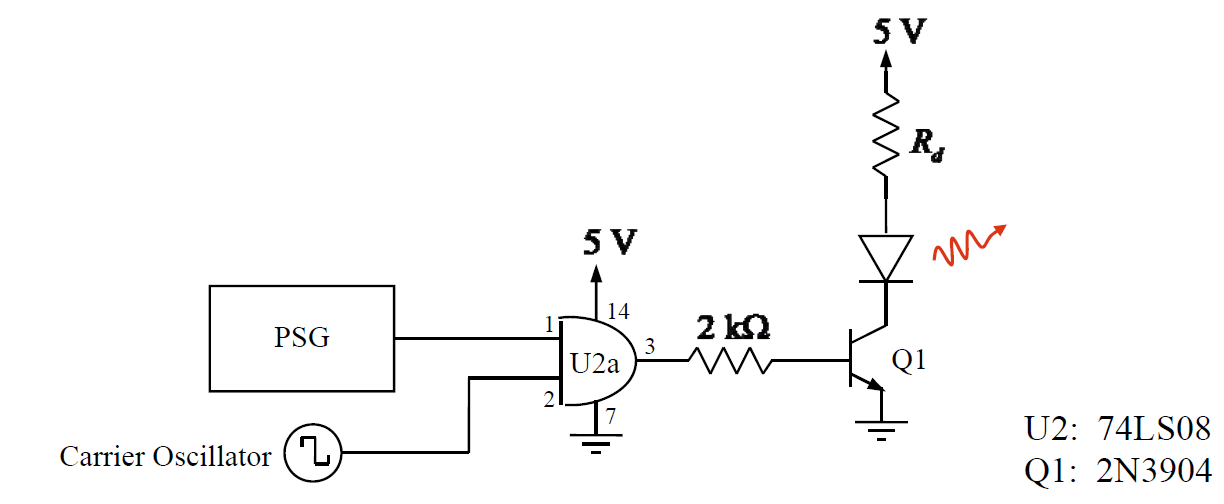 5 V
R_d
5 V
14
1
PSG
2 kΩ
3
U2a
Q1
2
7
U2: 74LS08
Carrier Oscillator
Q1: 2N3904